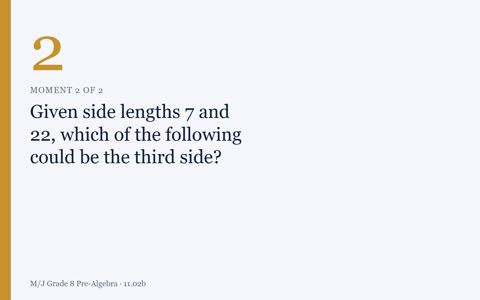 2
MOMENT 2 OF 2
Given side lengths 7 and
22, which of the following
could be the third side?
M/J Grade 8 Pre-Algebra · 11.02b